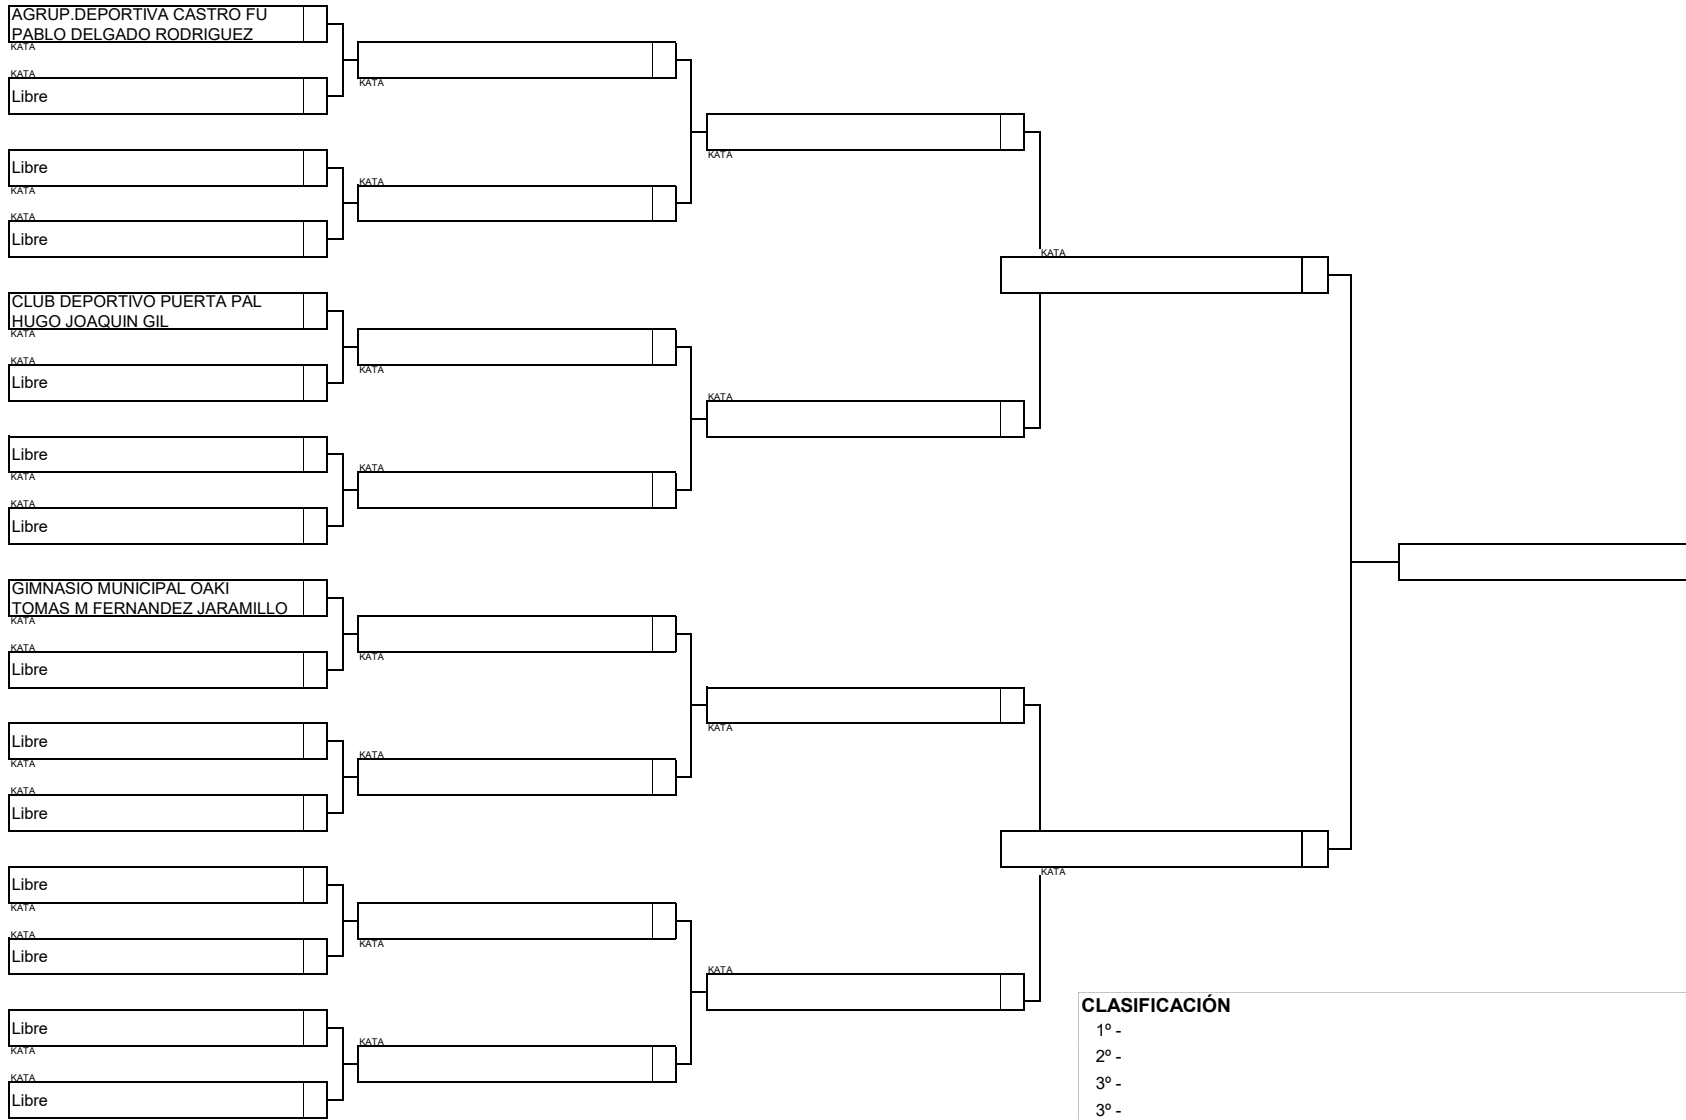 AGRUP.DEPORTIVA CASTRO FU
PABLO DELGADO RODRIGUEZ
KATA
KATA
Libre
Libre
KATA
KATA
Libre
CLUB DEPORTIVO PUERTA PAL
HUGO JOAQUIN GIL
KATA
KATA
Libre
Libre
KATA
KATA
Libre
GIMNASIO MUNICIPAL OAKI
TOMAS M FERNANDEZ JARAMILLO
KATA
KATA
Libre
Libre
KATA
KATA
Libre
Libre
KATA
KATA
Libre
Libre
KATA
KATA
Libre
KATA
KATA
KATA
KATA
KATA
KATA
KATA
KATA
KATA
KATA
KATA
KATA
KATA
KATA
CLASIFICACIÓN
1º -
2º -
3º -
3º -